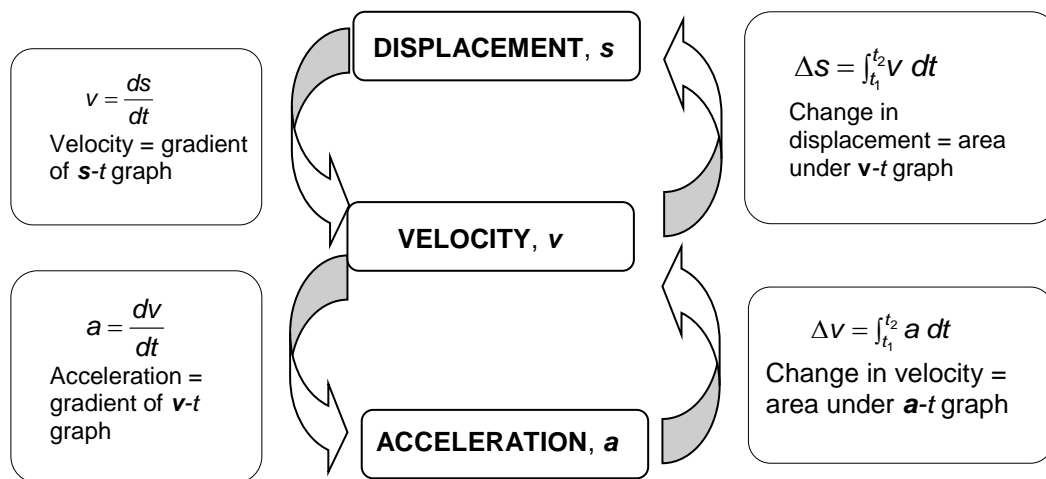 DISPLACEMENT, s
v = ds/dt
Velocity = gradient
of s-t graph
Δs = ∫_{t₁}^{t₂} v dt
Change in
displacement = area
under v-t graph
VELOCITY, v
a = dv/dt
Acceleration =
gradient of v-t
graph
Δv = ∫_{t₁}^{t₂} a dt
Change in velocity =
area under a-t graph
ACCELERATION, a